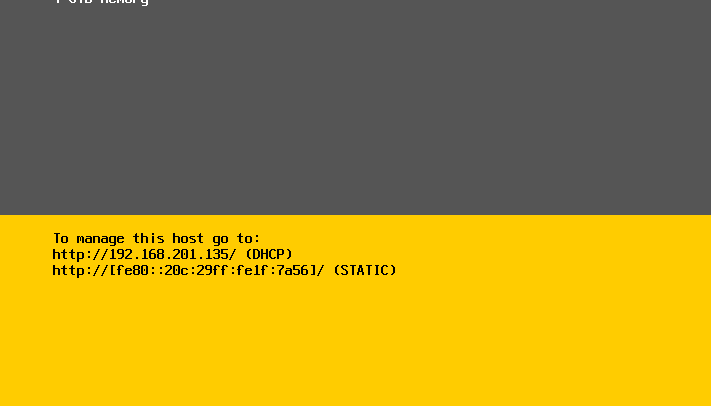 Memory
To manage this host go to:
http://192.168.201.135/ (DHCP)
http://[fe80::20c:29ff:fe1f:7a56]/ (STATIC)